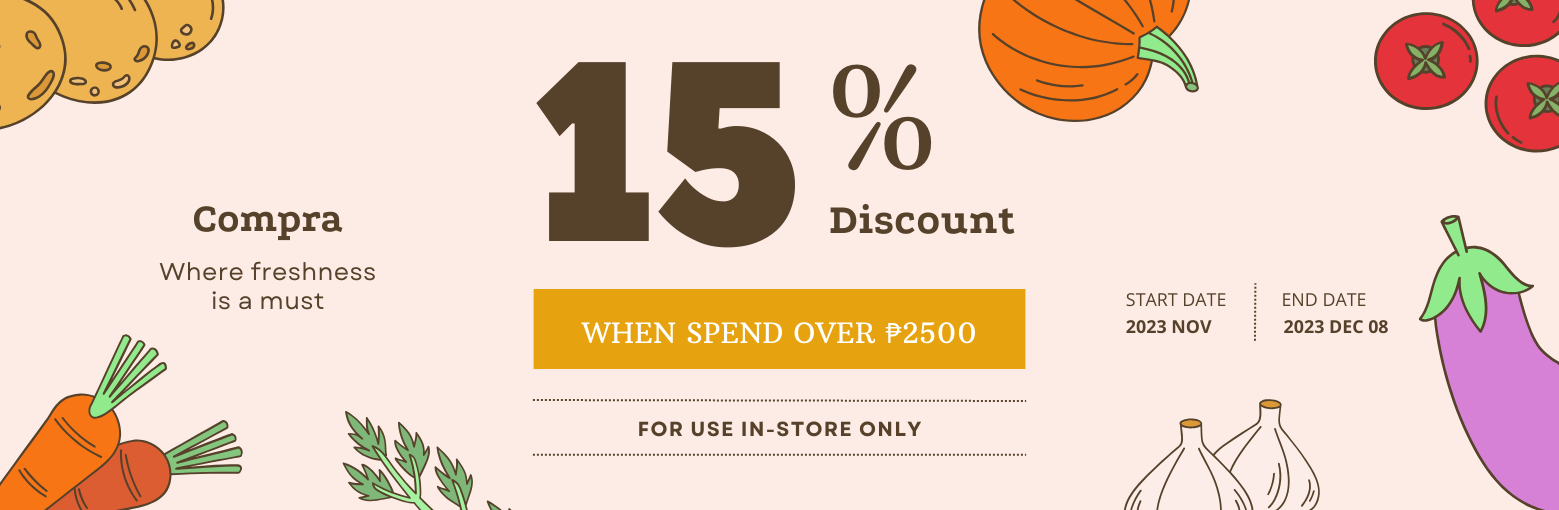 Compra
Where freshness
is a must
15 %
Discount
WHEN SPEND OVER ₱2500
FOR USE IN-STORE ONLY
START DATE
2023 NOV
END DATE
2023 DEC 08